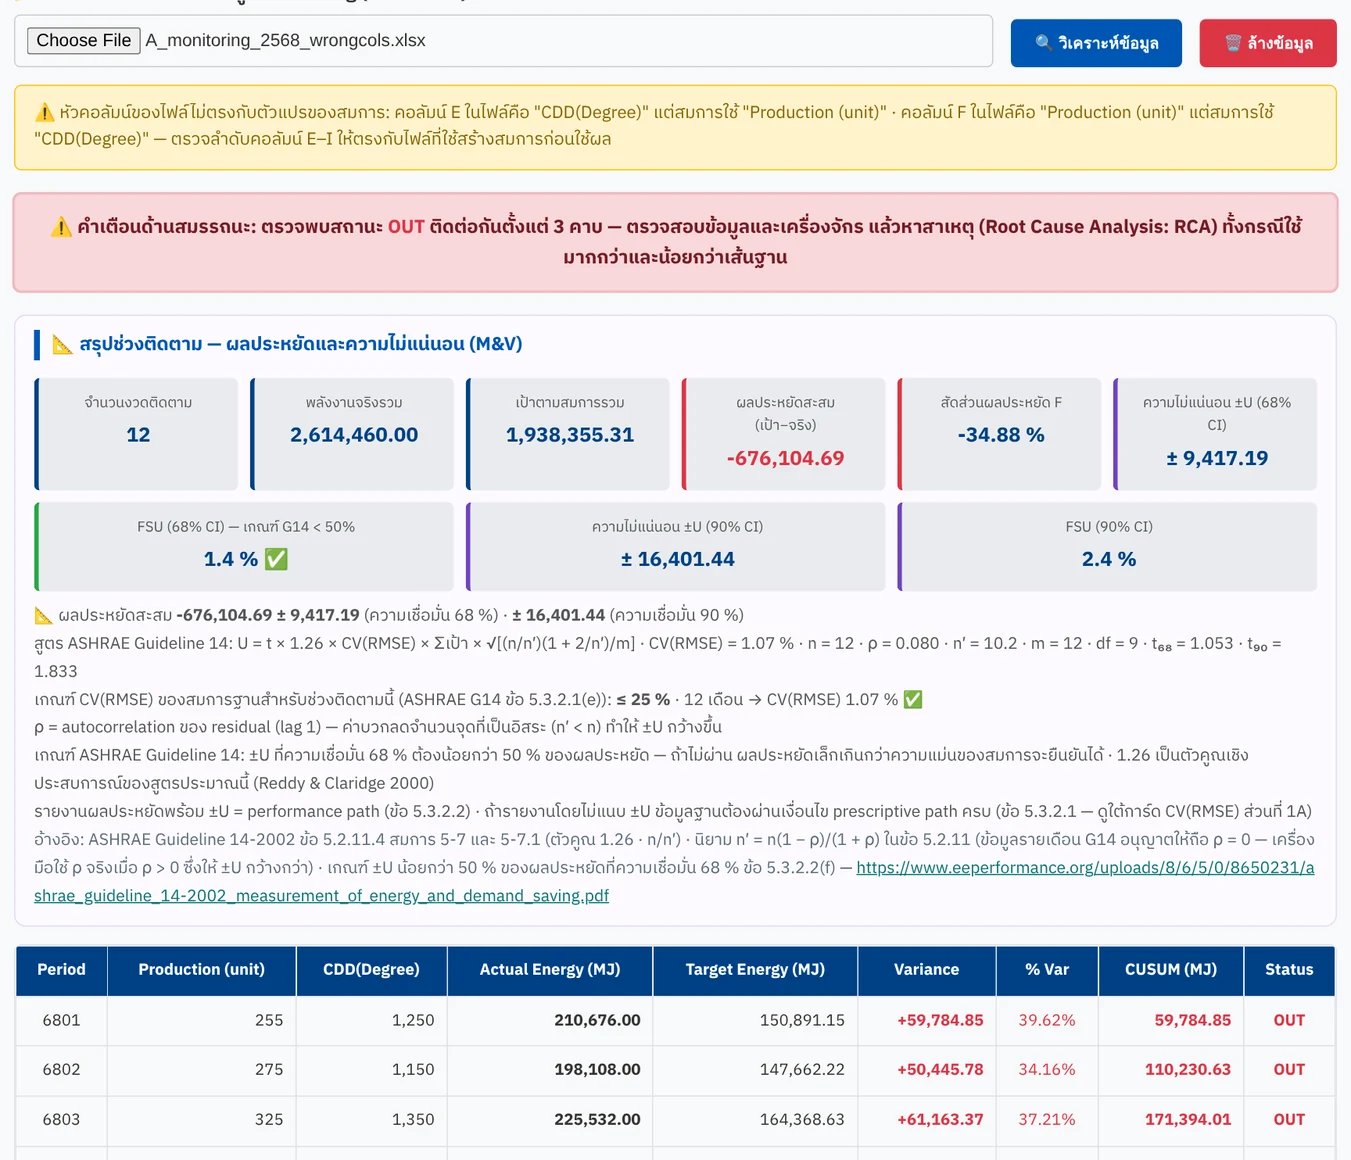 Choose File A_monitoring_2568_wrongcols.xlsx
🔍 วิเคราะห์ข้อมูล
🗑️ ล้างข้อมูล
⚠️ หัวคอลัมน์ของไฟล์ไม่ตรงกับตัวแปรของสมการ: คอลัมน์ E ในไฟล์คือ "CDD(Degree)" แต่สมการใช้ "Production (unit)" · คอลัมน์ F ในไฟล์คือ "Production (unit)" แต่สมการใช้
"CDD(Degree)" — ตรวจลำดับคอลัมน์ E–I ให้ตรงกับไฟล์ที่ใช้สร้างสมการก่อนใช้ผล
⚠️ คำเตือนด้านสมรรถนะ: ตรวจพบสถานะ OUT ติดต่อกันตั้งแต่ 3 คาบ — ตรวจสอบข้อมูลและเครื่องจักร แล้วหาสาเหตุ (Root Cause Analysis: RCA) ทั้งกรณีใช้
มากกว่าและน้อยกว่าเส้นฐาน
📐 สรุปช่วงติดตาม — ผลประหยัดและความไม่แน่นอน (M&V)
จำนวนงวดติดตาม
12
พลังงานจริงรวม
2,614,460.00
เป้าตามสมการรวม
1,938,355.31
ผลประหยัดสะสม
(เป้า−จริง)
-676,104.69
สัดส่วนผลประหยัด F
-34.88 %
ความไม่แน่นอน ±U (68%
CI)
± 9,417.19
FSU (68% CI) — เกณฑ์ G14 < 50%
1.4 % ✅
ความไม่แน่นอน ±U (90% CI)
± 16,401.44
FSU (90% CI)
2.4 %
📐 ผลประหยัดสะสม -676,104.69 ± 9,417.19 (ความเชื่อมั่น 68 %) · ± 16,401.44 (ความเชื่อมั่น 90 %)
สูตร ASHRAE Guideline 14: U = t × 1.26 × CV(RMSE) × Σเป้า × √[(n/n′)(1 + 2/n′)/m] · CV(RMSE) = 1.07 % · n = 12 · ρ = 0.080 · n′ = 10.2 · m = 12 · df = 9 · t₆₈ = 1.053 · t₉₀ =
1.833
เกณฑ์ CV(RMSE) ของสมการฐานสำหรับช่วงติดตามนี้ (ASHRAE G14 ข้อ 5.3.2.1(e)): ≤ 25 % · 12 เดือน → CV(RMSE) 1.07 % ✅
ρ = autocorrelation ของ residual (lag 1) — ค่าบวกลดจำนวนจุดที่เป็นอิสระ (n′ < n) ทำให้ ±U กว้างขึ้น
เกณฑ์ ASHRAE Guideline 14: ±U ที่ความเชื่อมั่น 68 % ต้องน้อยกว่า 50 % ของผลประหยัด — ถ้าไม่ผ่าน ผลประหยัดเล็กเกินกว่าความแม่นของสมการจะยืนยันได้ · 1.26 เป็นตัวคูณเชิง
ประสบการณ์ของสูตรประมาณนี้ (Reddy & Claridge 2000)
รายงานผลประหยัดพร้อม ±U = performance path (ข้อ 5.3.2.2) · ถ้ารายงานโดยไม่แนบ ±U ข้อมูลฐานต้องผ่านเงื่อนไข prescriptive path ครบ (ข้อ 5.3.2.1 — ดูใต้การ์ด CV(RMSE) ส่วนที่ 1A)
อ้างอิง: ASHRAE Guideline 14-2002 ข้อ 5.2.11.4 สมการ 5-7 และ 5-7.1 (ตัวคูณ 1.26 · n/n′) · นิยาม n′ = n(1 − ρ)/(1 + ρ) ในข้อ 5.2.11 (ข้อมูลรายเดือน G14 อนุญาตให้ถือ ρ = 0 — เครื่อง
มือใช้ ρ จริงเมื่อ ρ > 0 ซึ่งให้ ±U กว้างกว่า) · เกณฑ์ ±U น้อยกว่า 50 % ของผลประหยัดที่ความเชื่อมั่น 68 % ข้อ 5.3.2.2(f) — https://www.eeperformance.org/uploads/8/6/5/0/8650231/a
shrae_guideline_14-2002_measurement_of_energy_and_demand_saving.pdf
Period Production (unit) CDD(Degree) Actual Energy (MJ) Target Energy (MJ) Variance % Var CUSUM (MJ) Status
6801 255 1,250 210,676.00 150,891.15 +59,784.85 39.62% 59,784.85 OUT
6802 275 1,150 198,108.00 147,662.22 +50,445.78 34.16% 110,230.63 OUT
6803 325 1,350 225,532.00 164,368.63 +61,163.37 37.21% 171,394.01 OUT